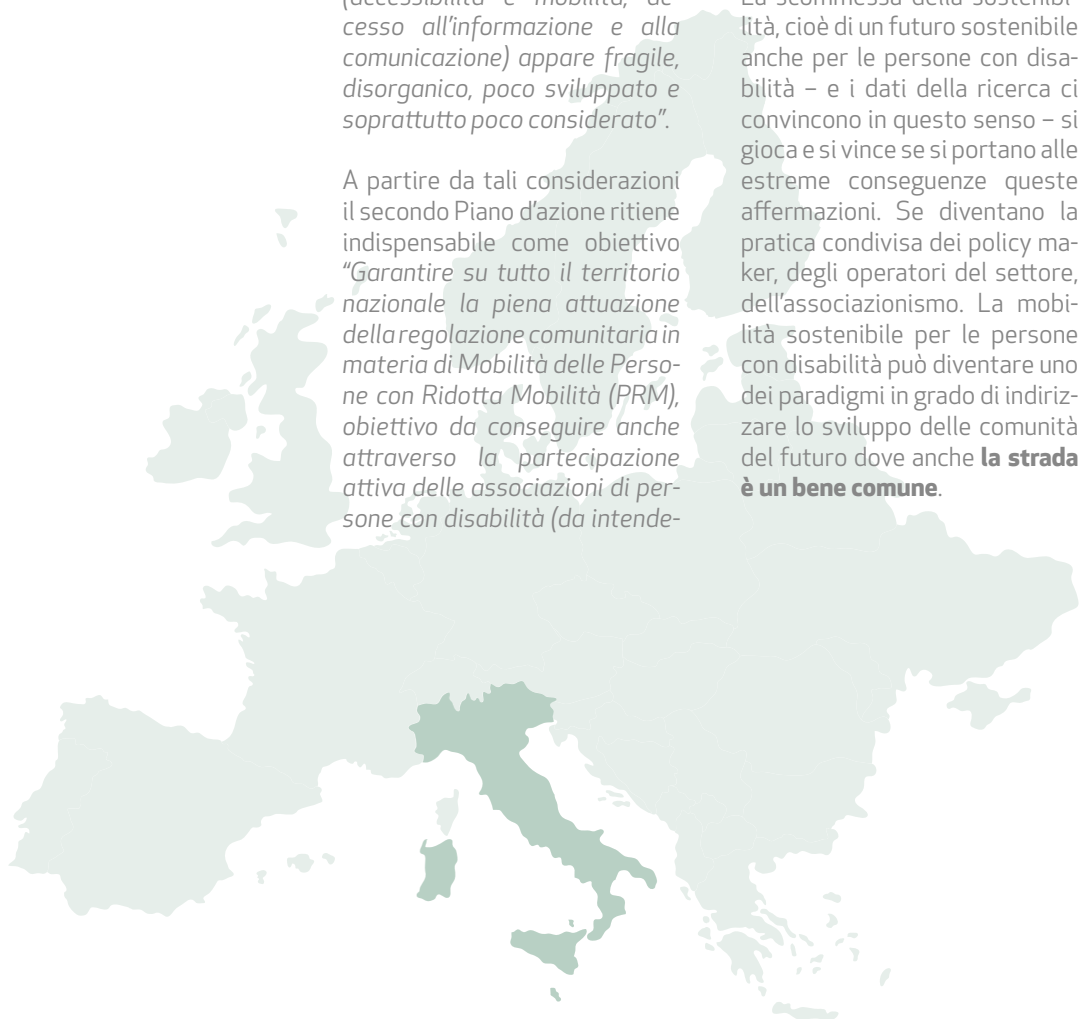 (accessibilità e mobilità, ac-
cesso all’informazione e alla
comunicazione) appare fragile,
disorganico, poco sviluppato e
soprattutto poco considerato”.
A partire da tali considerazioni
il secondo Piano d’azione ritiene
indispensabile come obiettivo
“Garantire su tutto il territorio
nazionale la piena attuazione
della regolazione comunitaria in
materia di Mobilità delle Perso-
ne con Ridotta Mobilità (PRM),
obiettivo da conseguire anche
attraverso la partecipazione
attiva delle associazioni di per-
sone con disabilità (da intende-
La scommessa della sostenibi-
lità, cioè di un futuro sostenibile
anche per le persone con disa-
bilità – e i dati della ricerca ci
convincono in questo senso – si
gioca e si vince se si portano alle
estreme conseguenze queste
affermazioni. Se diventano la
pratica condivisa dei policy ma-
ker, degli operatori del settore,
dell’associazionismo. La mobi-
lità sostenibile per le persone
con disabilità può diventare uno
dei paradigmi in grado di indiriz-
zare lo sviluppo delle comunità
del futuro dove anche la strada
è un bene comune.